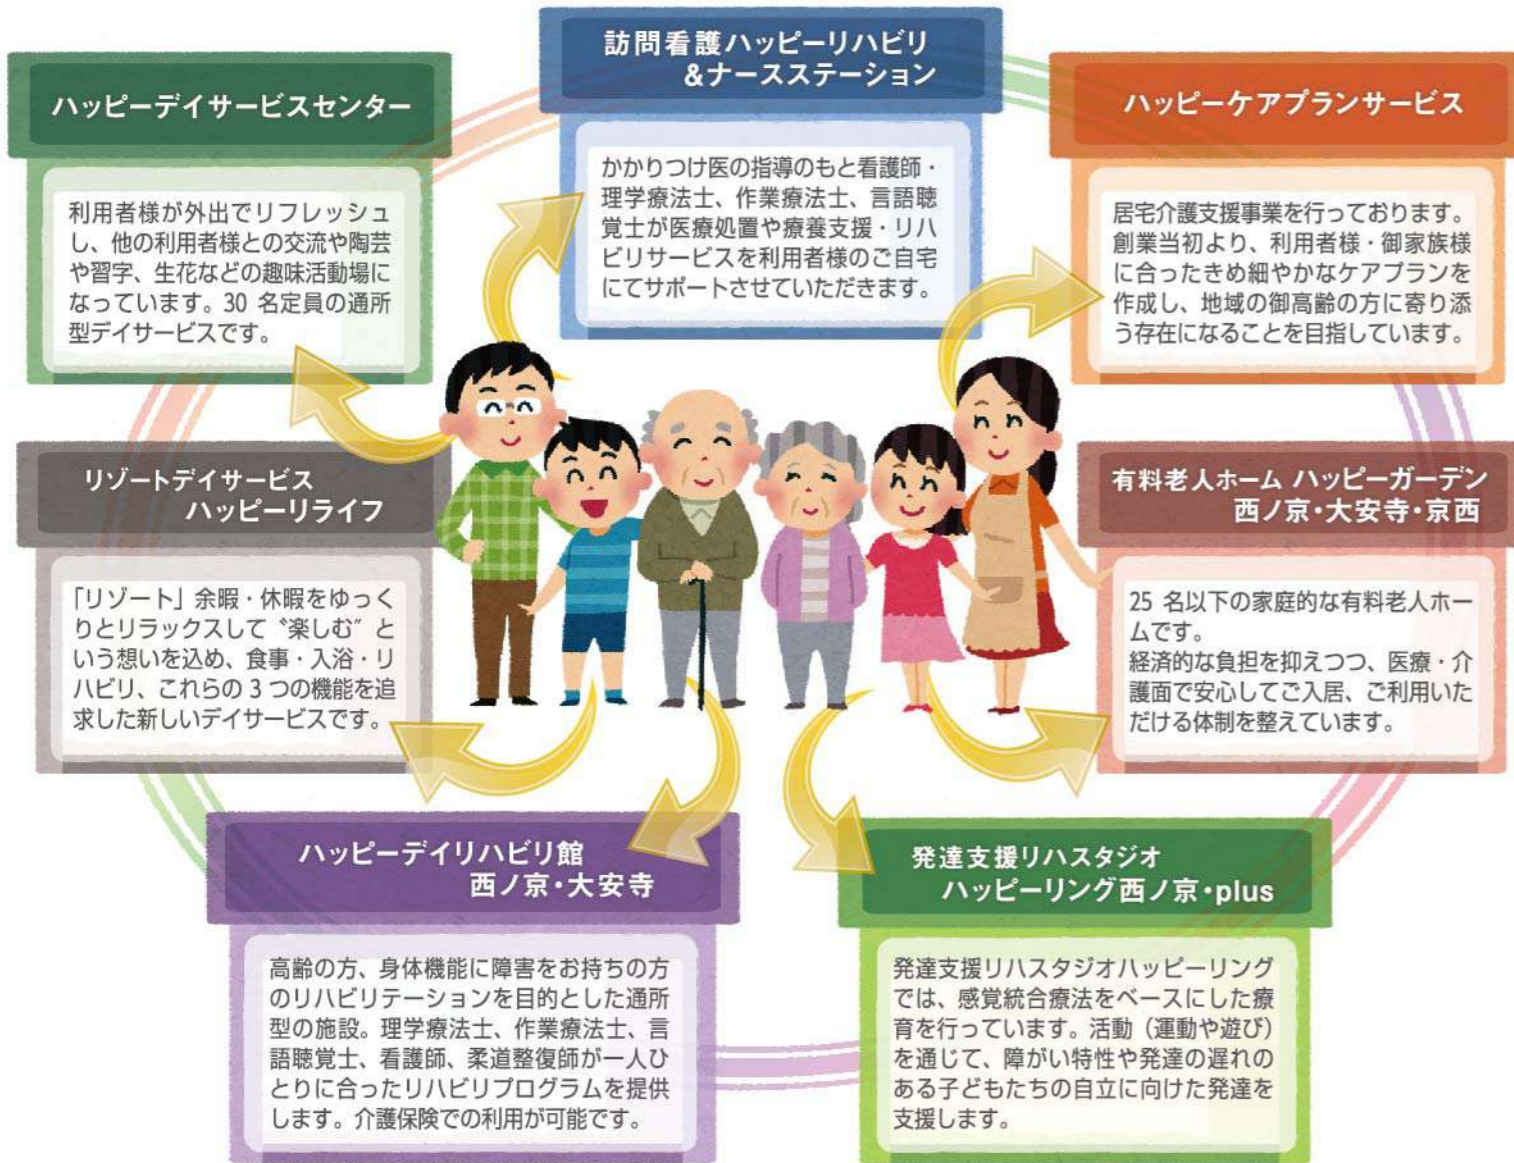 訪問看護ハッピーリハビリ
&ナースステーション
かかりつけ医の指導のもと看護師・
理学療法士、作業療法士、言語聴
覚士が医療処置や療養支援・リハ
ビリサービスを利用者様のご自宅
にてサポートさせていただきます。
ハッピーデイサービスセンター
利用者様が外出でリフレッシュ
し、他の利用者様との交流や陶芸
や習字、生花などの趣味活動場に
なっています。30 名定員の通所
型デイサービスです。
ハッピーケアプランサービス
居宅介護支援事業を行っております。
創業当初より、利用者様・御家族様
に合ったきめ細やかなケアプランを
作成し、地域の御高齢の方に寄り添
う存在になることを目指しています。
リゾートデイサービス
ハッピーリライフ
「リゾート」余暇・休暇をゆっく
りとリラックスして〝楽しむ〟と
いう想いを込め、食事・入浴・リ
ハビリ、これらの 3 つの機能を追
求した新しいデイサービスです。
有料老人ホーム ハッピーガーデン
西ノ京・大安寺・京西
25 名以下の家庭的な有料老人ホー
ムです。
経済的な負担を抑えつつ、医療・介
護面で安心してご入居、ご利用いた
だける体制を整えています。
ハッピーデイリハビリ館
西ノ京・大安寺
高齢の方、身体機能に障害をお持ちの方
のリハビリテーションを目的とした通所
型の施設。理学療法士、作業療法士、言
語聴覚士、看護師、柔道整復師が一人ひ
とりに合ったリハビリプログラムを提供
します。介護保険での利用が可能です。
発達支援リハスタジオ
ハッピーリング西ノ京・plus
発達支援リハスタジオハッピーリング
では、感覚統合療法をベースにした療
育を行っています。活動（運動や遊び）
を通じて、障がい特性や発達の遅れの
ある子どもたちの自立に向けた発達を
支援します。